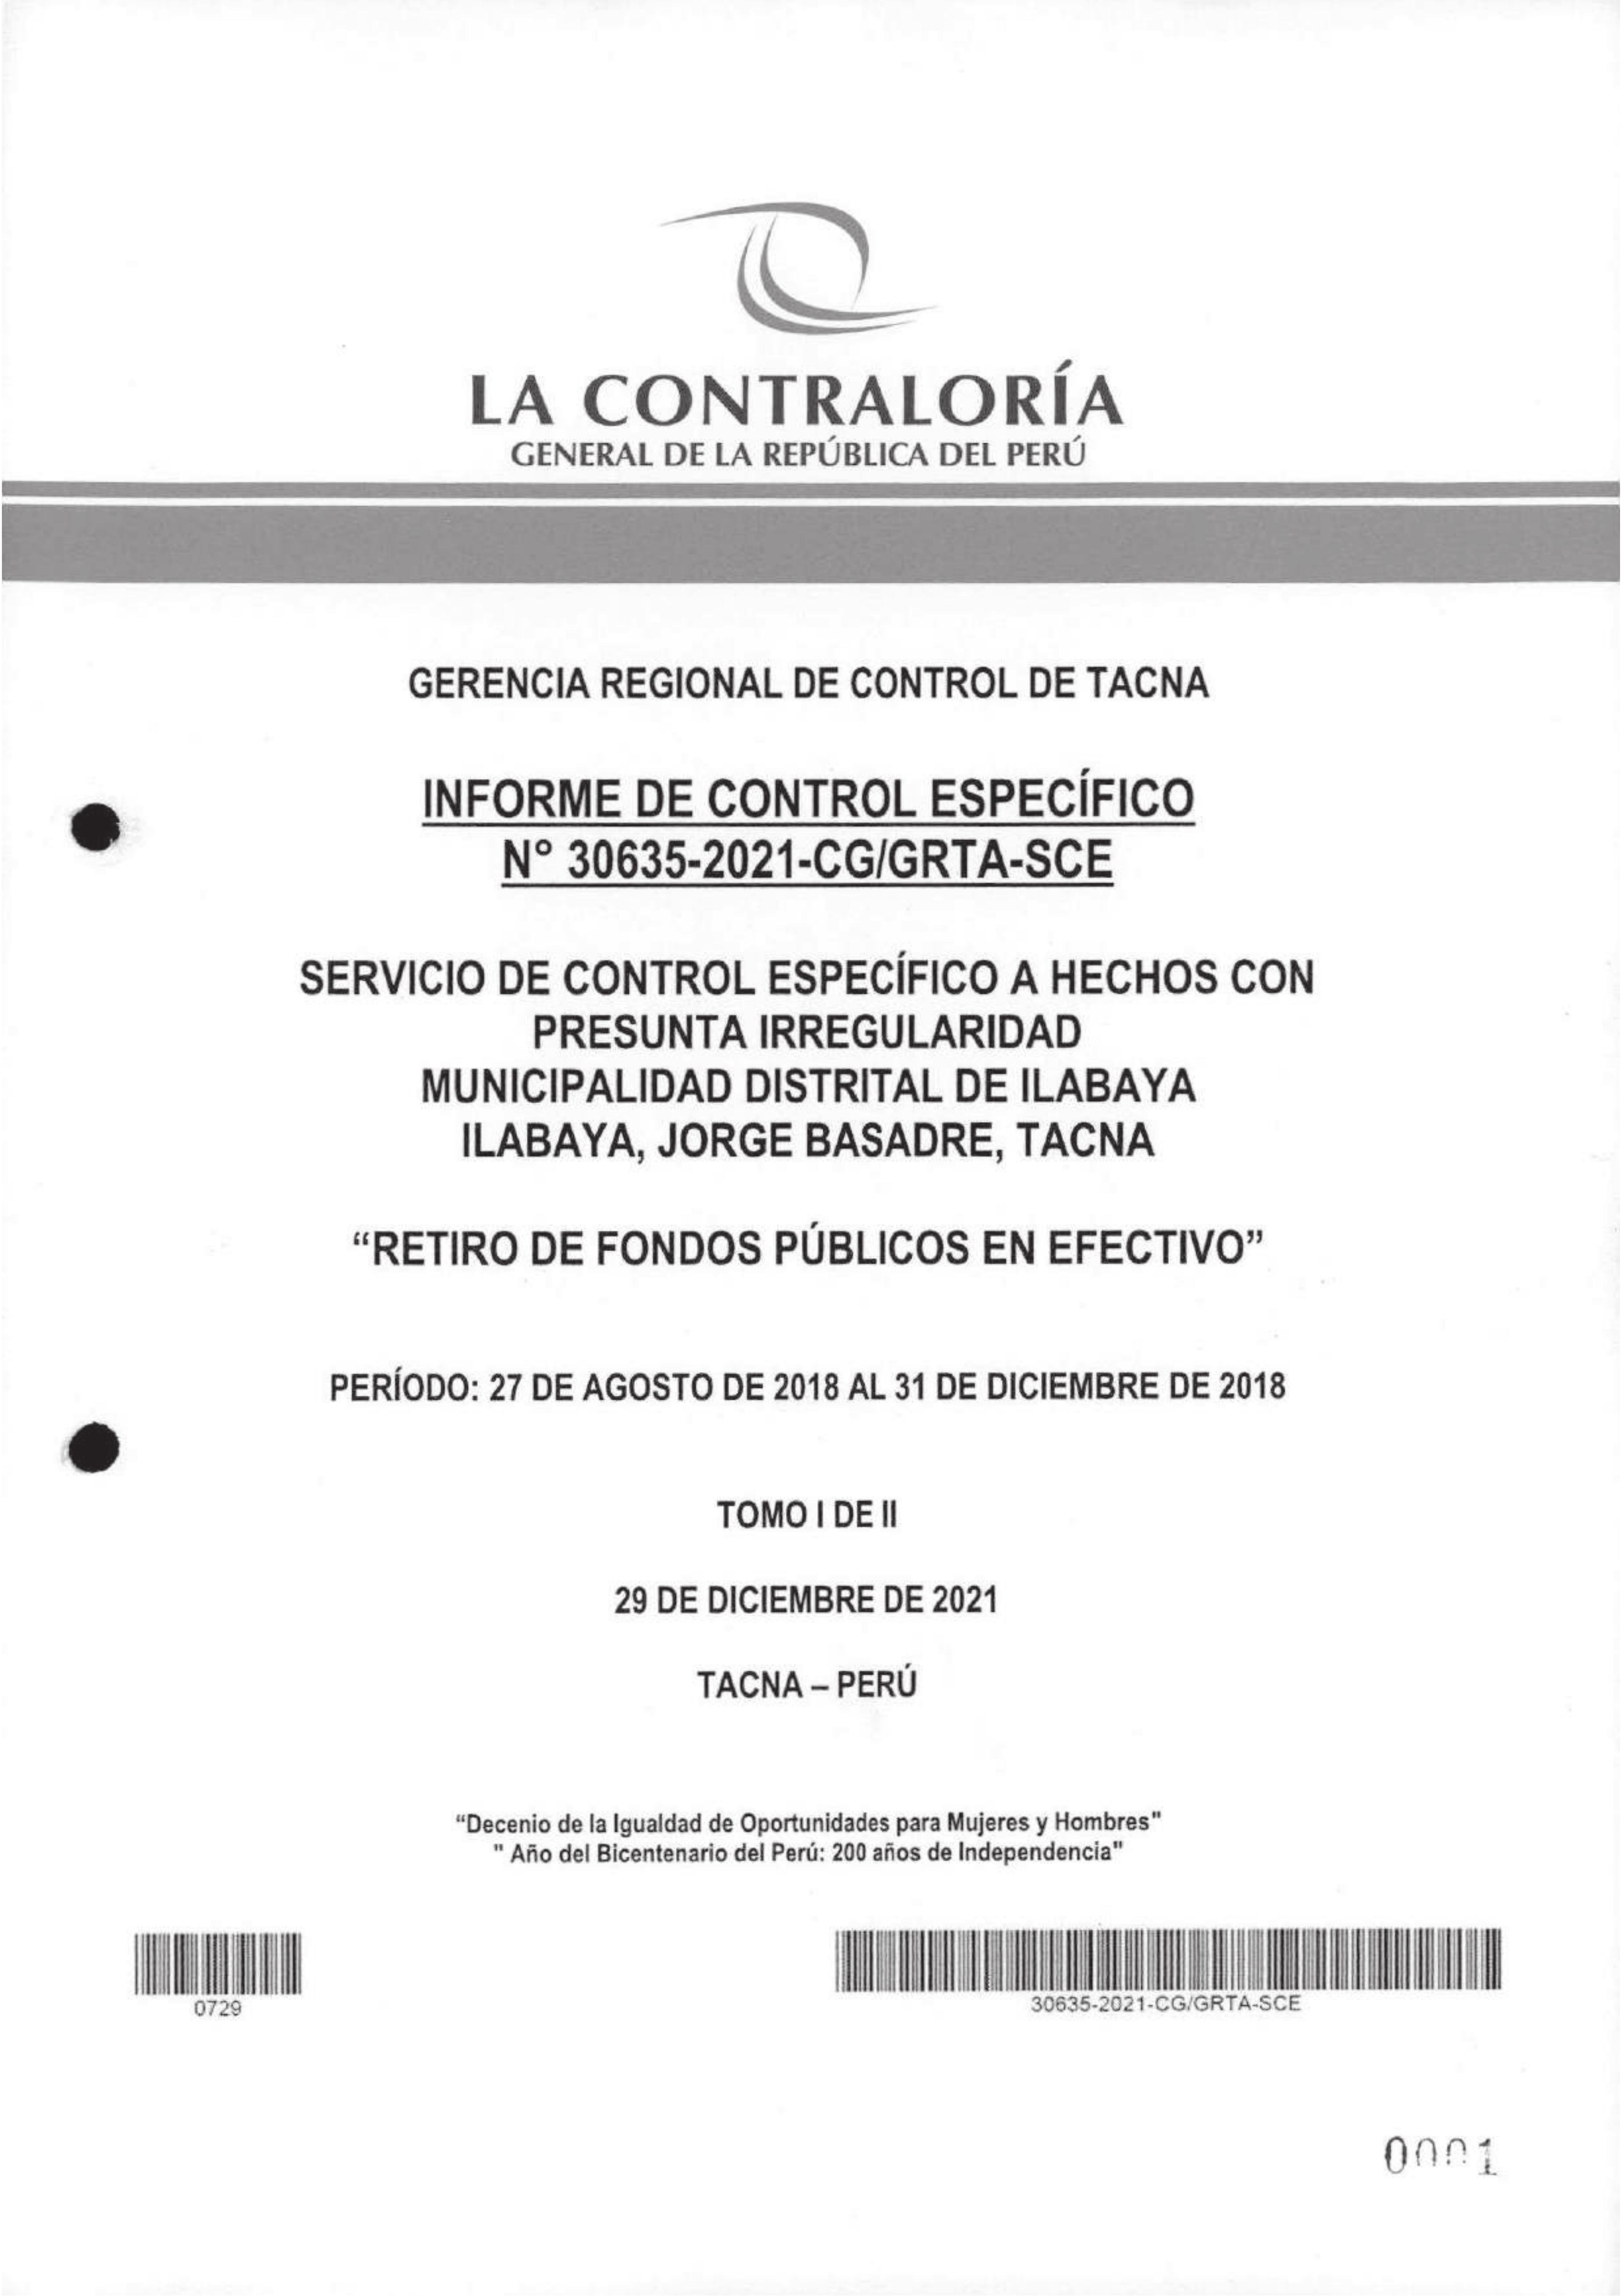 LA CONTRALORÍA
GENERAL DE LA REPÚBLICA DEL PERÚ
GERENCIA REGIONAL DE CONTROL DE TACNA
INFORME DE CONTROL ESPECÍFICO
N° 30635-2021-CG/GRTA-SCE
SERVICIO DE CONTROL ESPECÍFICO A HECHOS CON
PRESUNTA IRREGULARIDAD
MUNICIPALIDAD DISTRITAL DE ILABAYA
ILABAYA, JORGE BASADRE, TACNA
“RETIRO DE FONDOS PÚBLICOS EN EFECTIVO”
PERÍODO: 27 DE AGOSTO DE 2018 AL 31 DE DICIEMBRE DE 2018
TOMO I DE II
29 DE DICIEMBRE DE 2021
TACNA – PERÚ
“Decenio de la Igualdad de Oportunidades para Mujeres y Hombres"
" Año del Bicentenario del Perú: 200 años de Independencia"
0729
30635-2021-CG/GRTA-SCE
0001